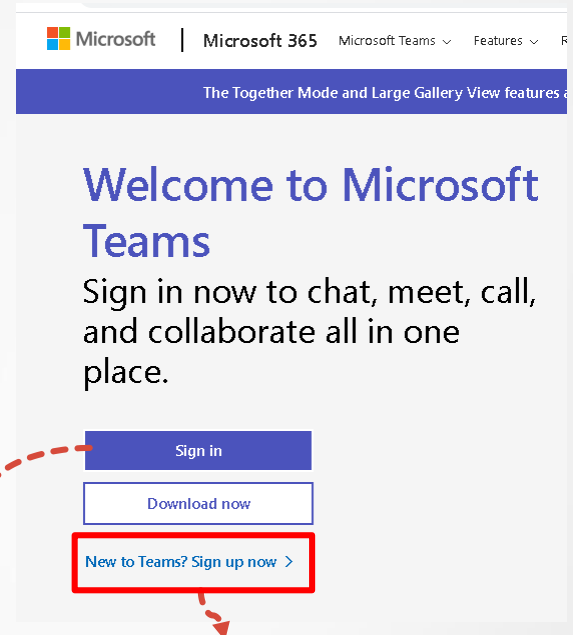 Microsoft | Microsoft 365 Microsoft Teams Features
The Together Mode and Large Gallery View features
Welcome to Microsoft
Teams
Sign in now to chat, meet, call,
and collaborate all in one
place.
Sign in
Download now
New to Teams? Sign up now >